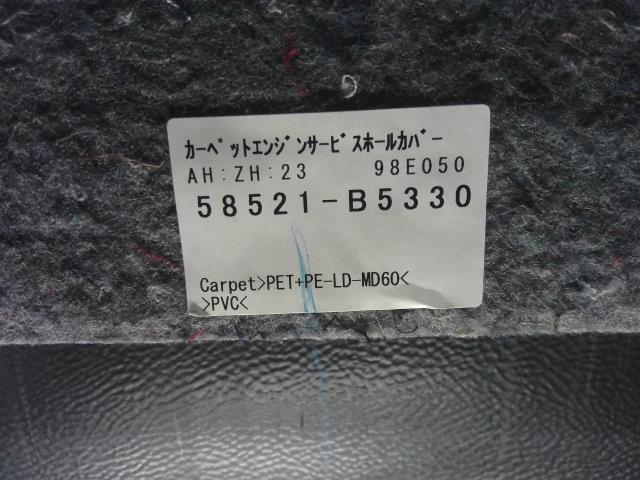 ｶｰﾍﾟｯﾄエンｼﾞンサービスホールカﾊﾞｰ
AH:ZH:23 98E050
58521-B5330
Carpet>PET+PE-LD-MD60<
>PVC<